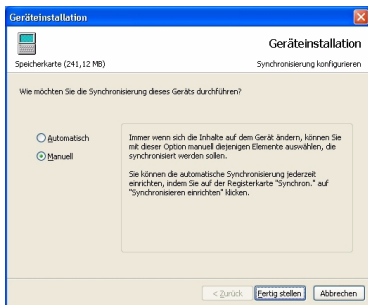 Geräteinstallation
Geräteinstallation
Speicherkarte (241,12 MB)
Synchronisierung konfigurieren
Wie möchten Sie die Synchronisierung dieses Geräts durchführen?
Automatisch
Manuell
Immer wenn sich die Inhalte auf dem Gerät ändern, können Sie
mit dieser Option manuell diejenigen Elemente auswählen, die
synchronisiert werden sollen.
Sie können die automatische Synchronisierung jederzeit
einrichten, indem Sie auf der Registerkarte "Synchron." auf
"Synchronisieren einrichten" klicken.
< Zurück
Fertig stellen
Abbrechen